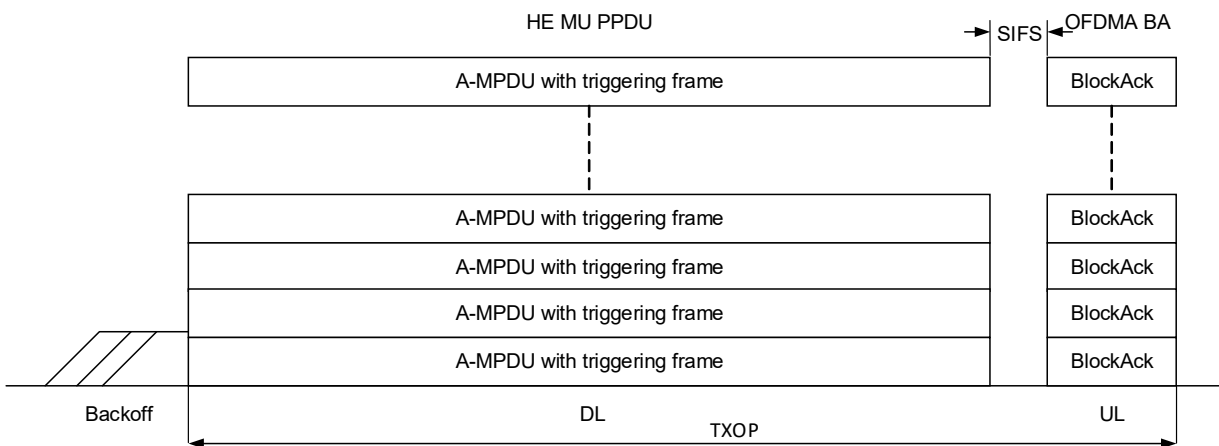 HE MU PPDU
SIFS
OFDMA BA
A-MPDU with triggering frame
BlockAck
A-MPDU with triggering frame
BlockAck
A-MPDU with triggering frame
BlockAck
A-MPDU with triggering frame
BlockAck
A-MPDU with triggering frame
BlockAck
Backoff
DL
UL
TXOP